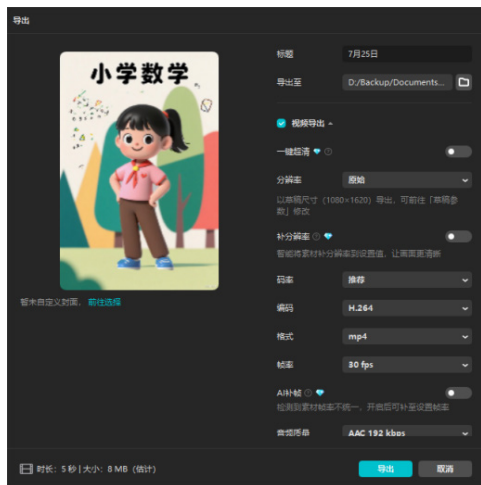 导出
小学数学
暂未自定义封面，前往选择
标题
7月25日
导出至
D:/Backup/Documents...
视频导出
一键超清
分辨率
原始
以草稿尺寸（1080×1620）导出，可前往「草稿参
数」修改
补分辨率
智能将素材补分辨率到设置值，让画面更清晰
码率
推荐
编码
H.264
格式
mp4
帧率
30 fps
AI补帧
检测到素材帧率不统一，开启后可补至设置帧率
音频质量
AAC 192 kbps
时长：5 秒 | 大小：8 MB（估计）
导出
取消